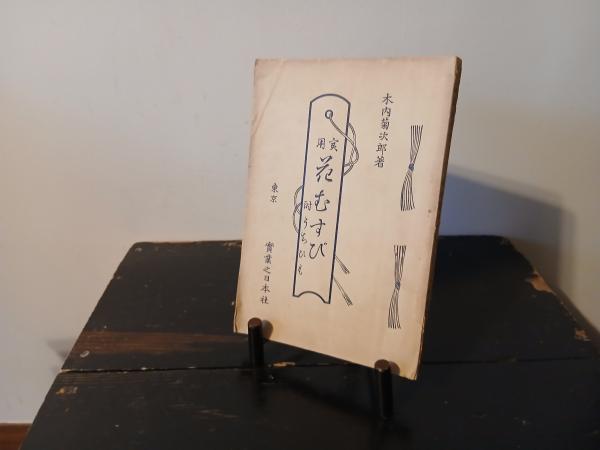 木内菊次郎著
實用
花むすび
附うちひも
東京
實業之日本社